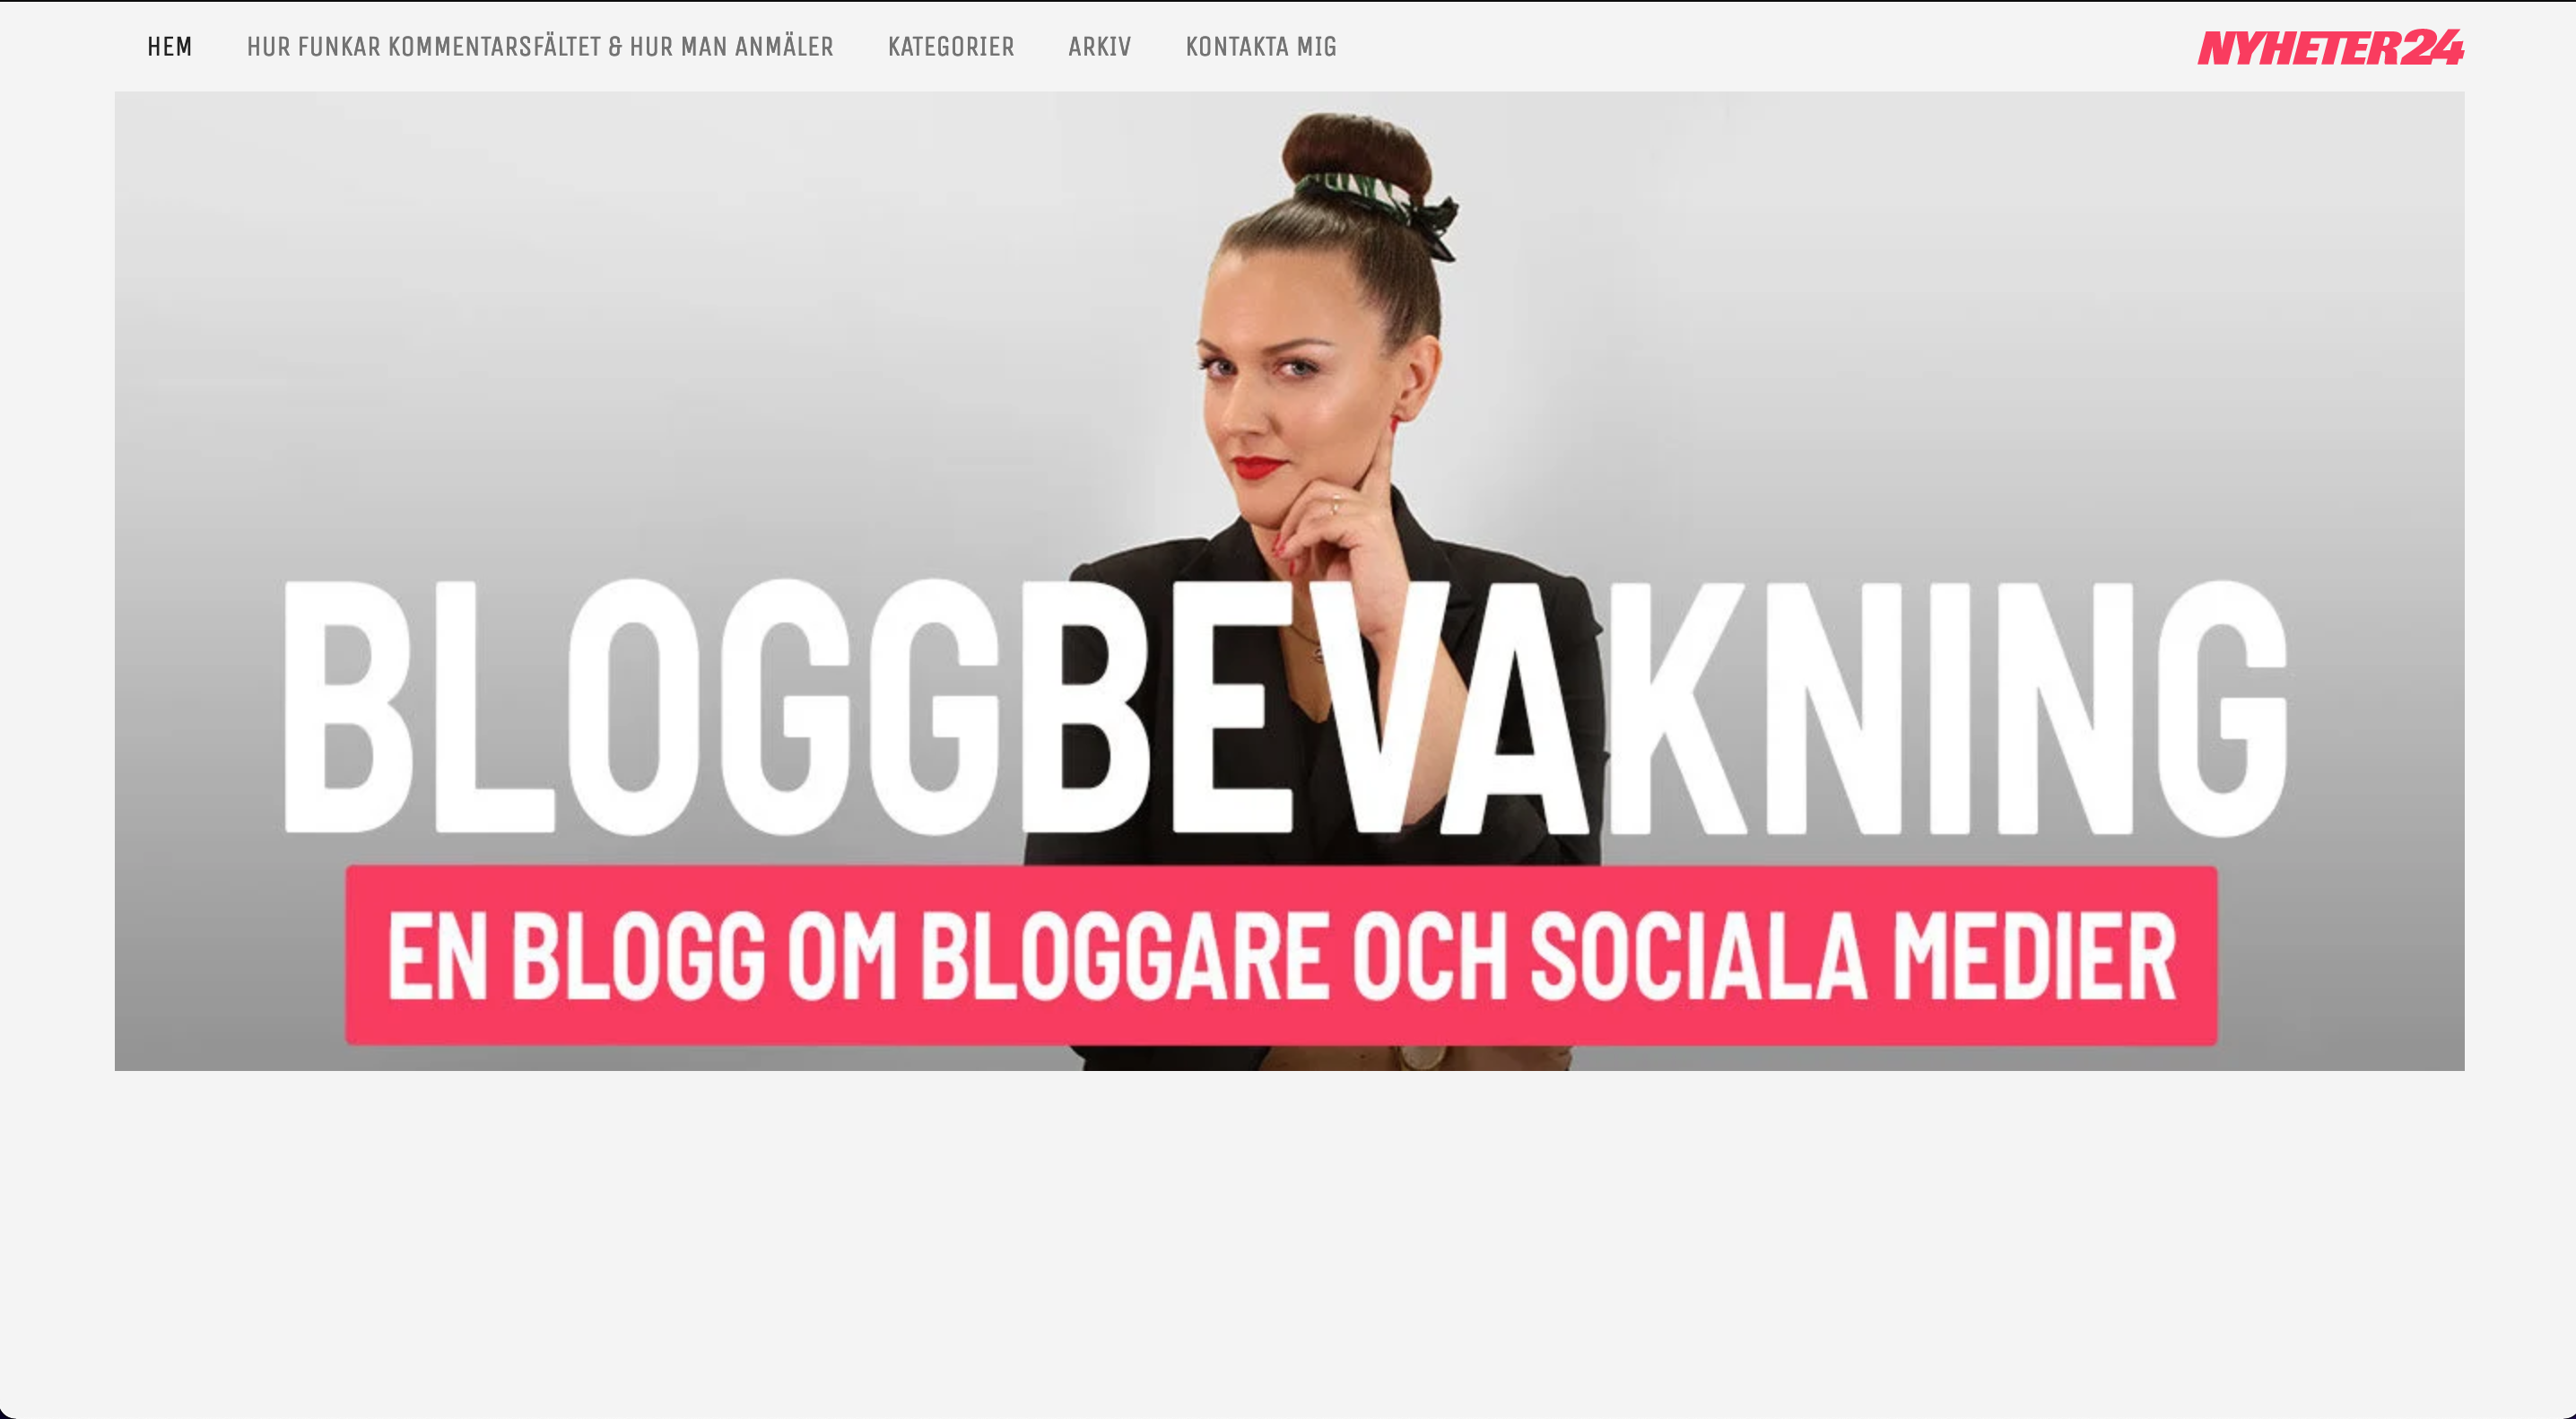 HEM HUR FUNKAR KOMMENTARSFÄLTET & HUR MAN ANMÄLER KATEGORIER ARKIV KONTAKTA MIG NYHETER24
BLOGGBEVAKNING
EN BLOGG OM BLOGGARE OCH SOCIALA MEDIER